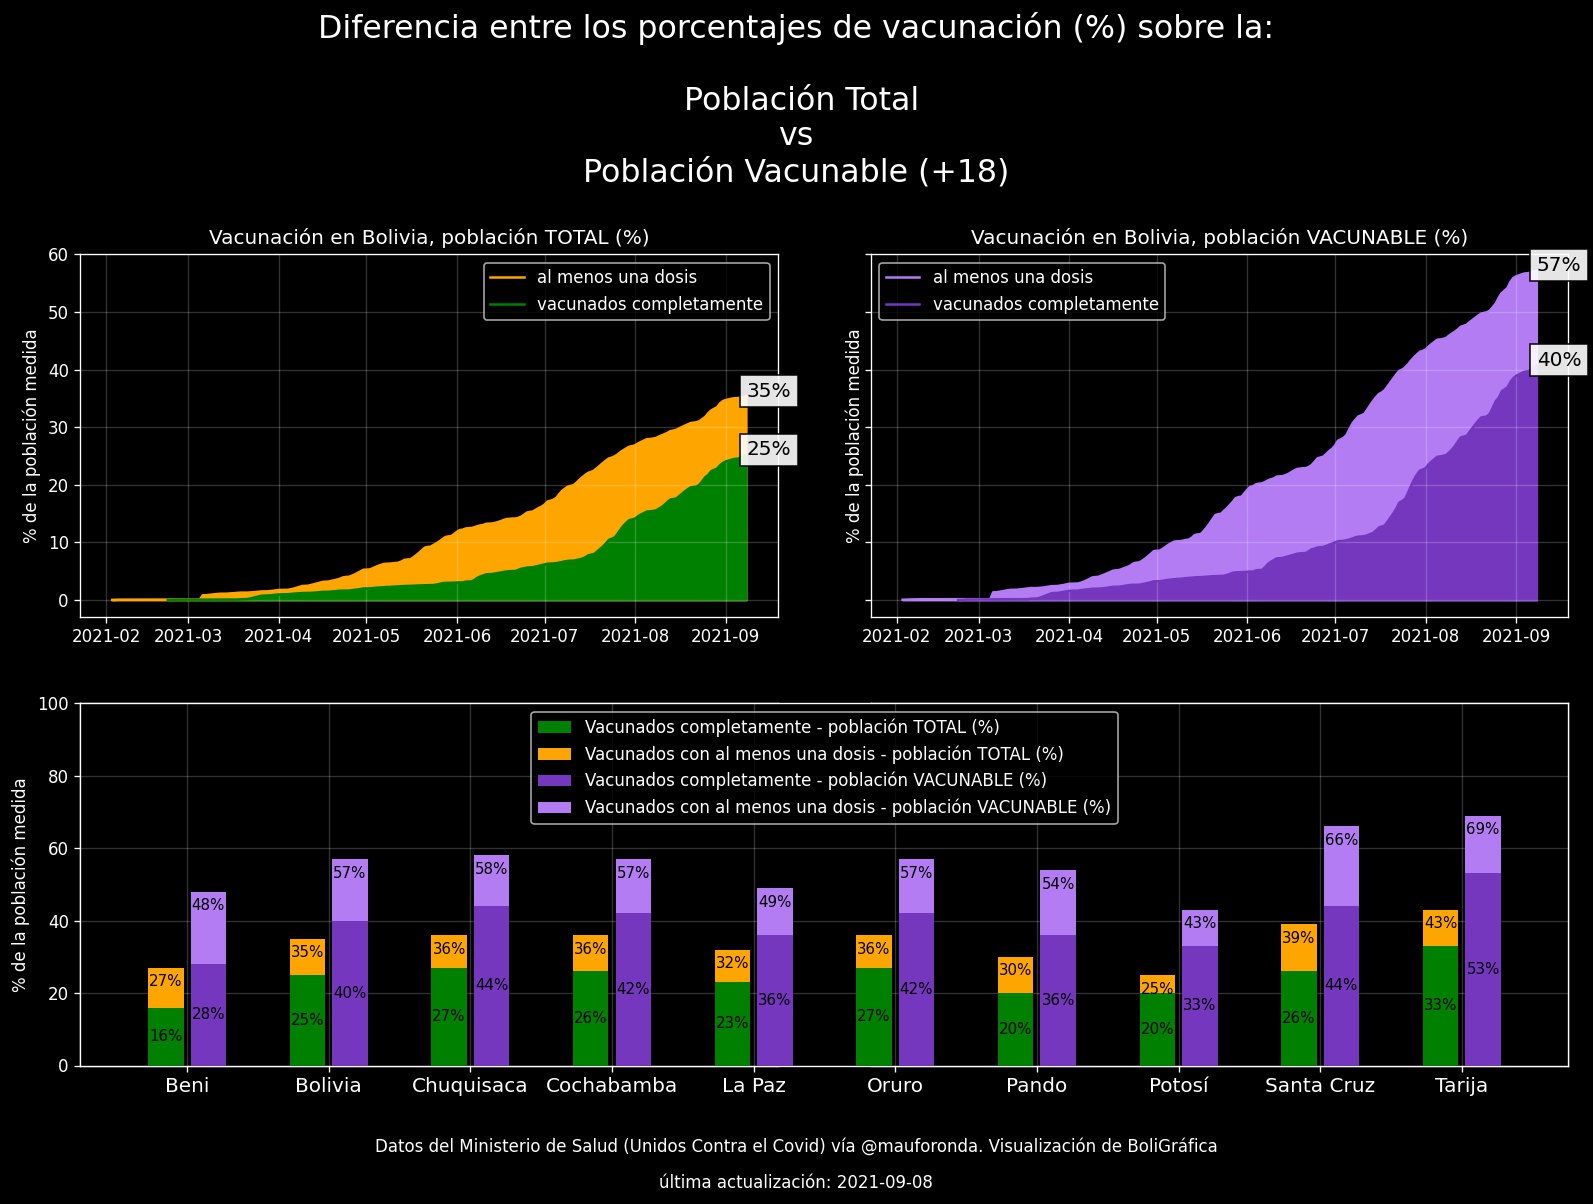 Diferencia entre los porcentajes de vacunación (%) sobre la:
Población Total
vs
Población Vacunable (+18)
Vacunación en Bolivia, población TOTAL (%)
% de la población medida
60
50
40
30
20
10
0
al menos una dosis
vacunados completamente
35%
25%
2021-02 2021-03 2021-04 2021-05 2021-06 2021-07 2021-08 2021-09
Vacunación en Bolivia, población VACUNABLE (%)
% de la población medida
al menos una dosis
vacunados completamente
57%
40%
2021-02 2021-03 2021-04 2021-05 2021-06 2021-07 2021-08 2021-09
% de la población medida
100
80
60
40
20
0
Vacunados completamente - población TOTAL (%)
Vacunados con al menos una dosis - población TOTAL (%)
Vacunados completamente - población VACUNABLE (%)
Vacunados con al menos una dosis - población VACUNABLE (%)
27% 16% 48% 28%
35% 25% 57% 40%
36% 27% 58% 44%
36% 26% 57% 42%
32% 23% 49% 36%
36% 27% 57% 42%
30% 20% 54% 36%
25% 20% 43% 33%
39% 26% 66% 44%
43% 33% 69% 53%
Beni Bolivia Chuquisaca Cochabamba La Paz Oruro Pando Potosí Santa Cruz Tarija
Datos del Ministerio de Salud (Unidos Contra el Covid) vía @mauforonda. Visualización de BoliGráfica
última actualización: 2021-09-08